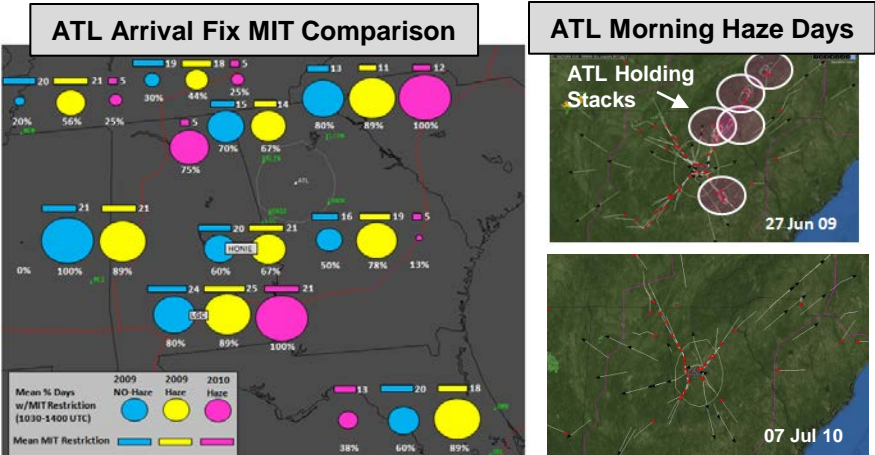 ATL Arrival Fix MIT Comparison
20 21 5
20% 56% 25%
19 18 5
30% 44% 25%
15 14
5
70% 67%
75%
13 11 12
80% 89% 100%
ATL
21 21
0% 100% 89%
20 21
HONIE
60% 67%
16 19 5
50% 78% 13%
24 25 21
LGC
80% 89% 100%
13 20 18
38% 60% 89%
Mean % Days
w/MIT Restriction
(1030-1400 UTC)
2009
NO-Haze
2009
Haze
2010
Haze
Mean MIT Restriction
ATL Morning Haze Days
ATL Holding
Stacks
27 Jun 09
07 Jul 10